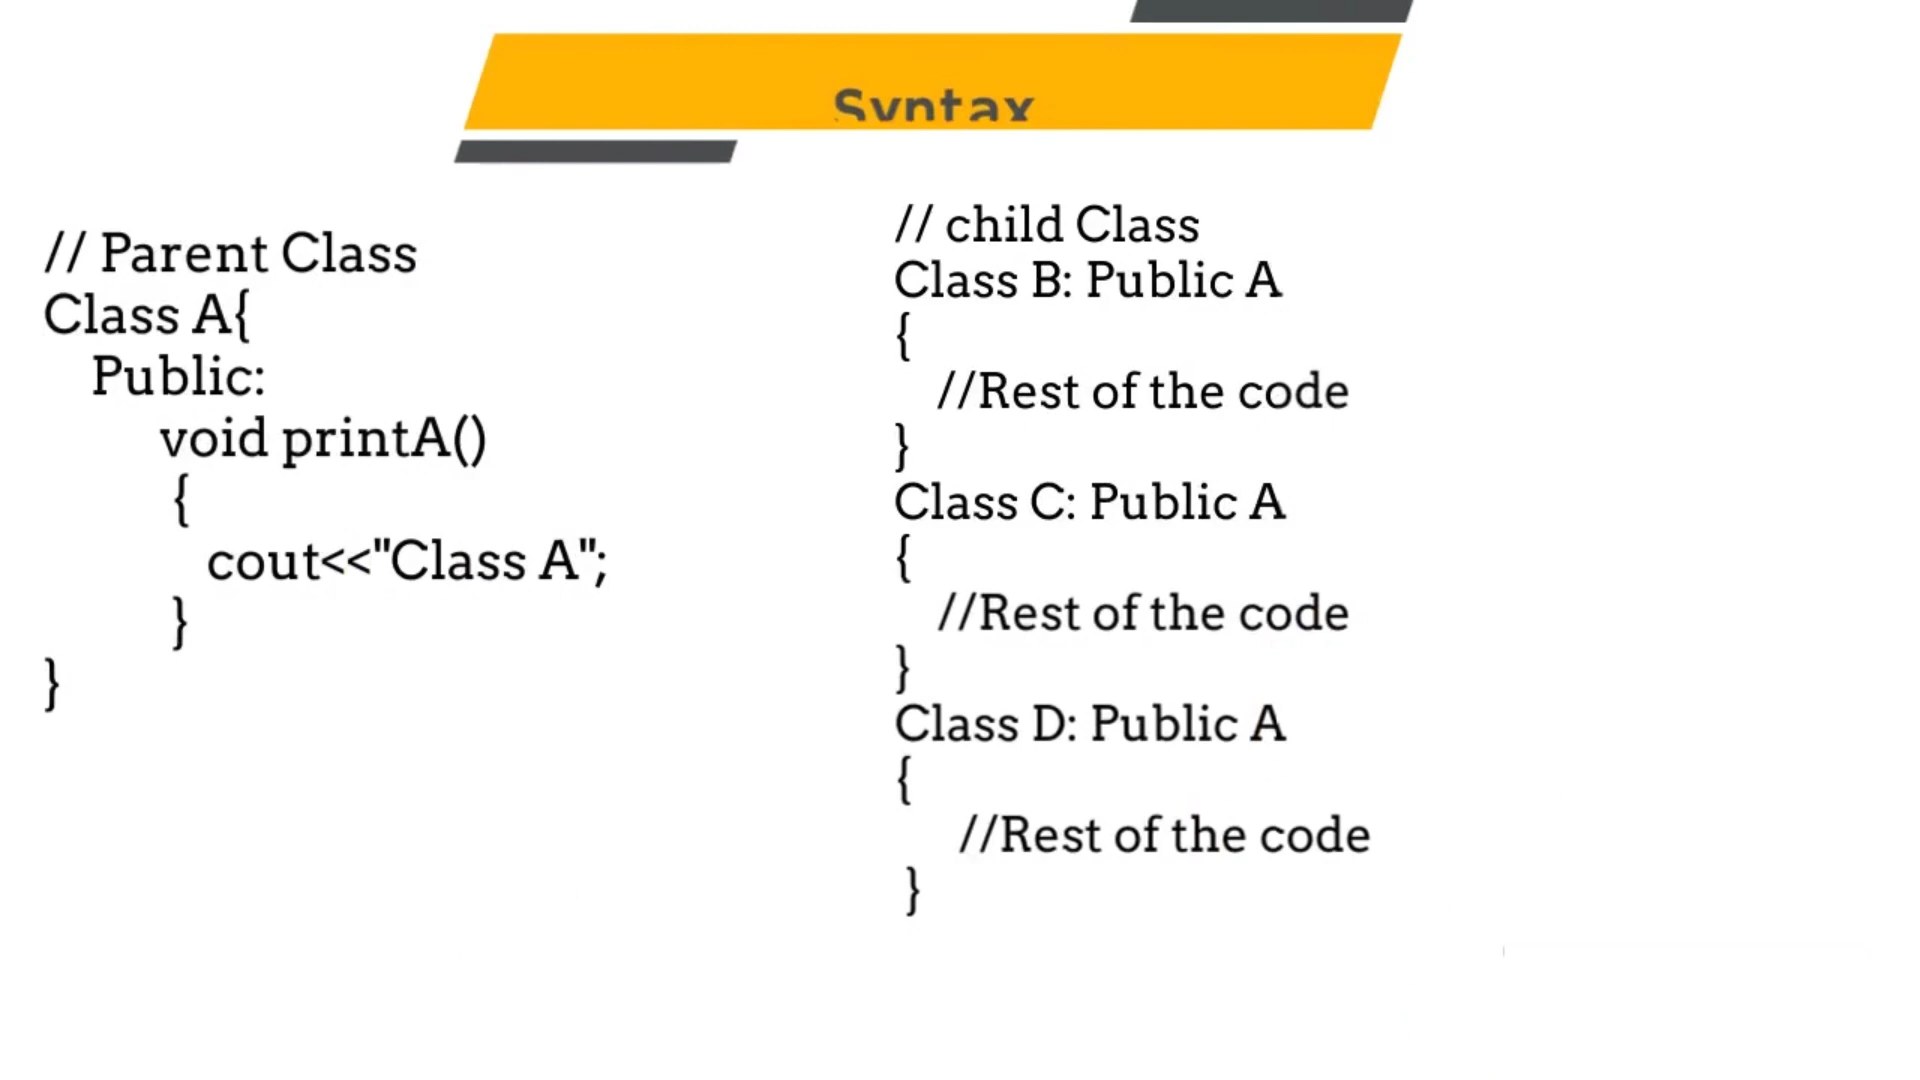 Syntax
// Parent Class
Class A{
Public:
void printA()
{
cout<<"Class A";
}
}
// child Class
Class B: Public A
{
//Rest of the code
}
Class C: Public A
{
//Rest of the code
}
Class D: Public A
{
//Rest of the code
}